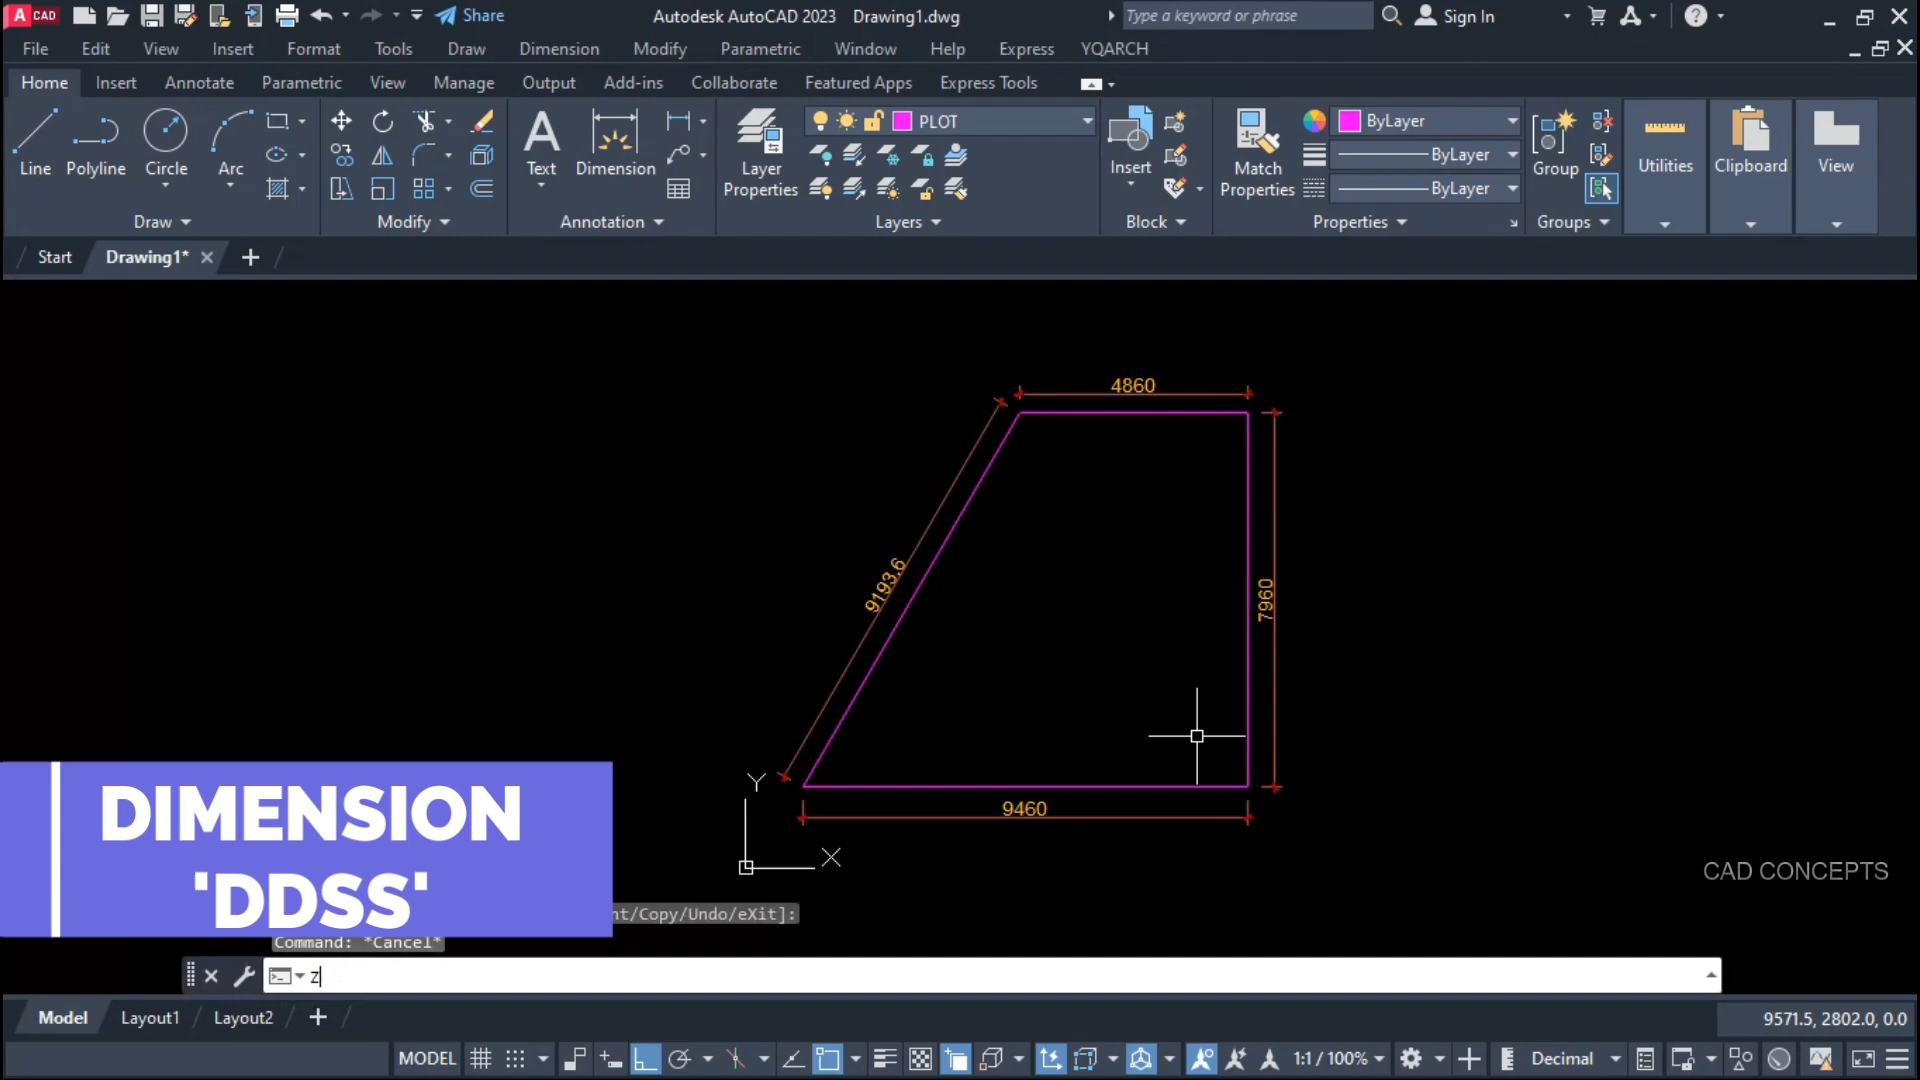 A CAD
Share
Autodesk AutoCAD 2023 Drawing1.dwg
Type a keyword or phrase
Sign In
File Edit View Insert Format Tools Draw Dimension Modify Parametric Window Help Express YQARCH
Home Insert Annotate Parametric View Manage Output Add-ins Collaborate Featured Apps Express Tools
PLOT
ByLayer
ByLayer
ByLayer
Line Polyline Circle Arc
Text Dimension
Layer Properties
Insert
Match Properties
Group
Utilities Clipboard View
Draw Modify Annotation Layers Block Properties Groups
Start Drawing1*
4860
9193.6
7960
9460
Y
X
DIMENSION
'DDSS'
CAD CONCEPTS
nt/Copy/Undo/eXit]:
Command: *Cancel*
Z
Model Layout1 Layout2
9571.5, 2802.0, 0.0
MODEL 1:1 / 100% Decimal